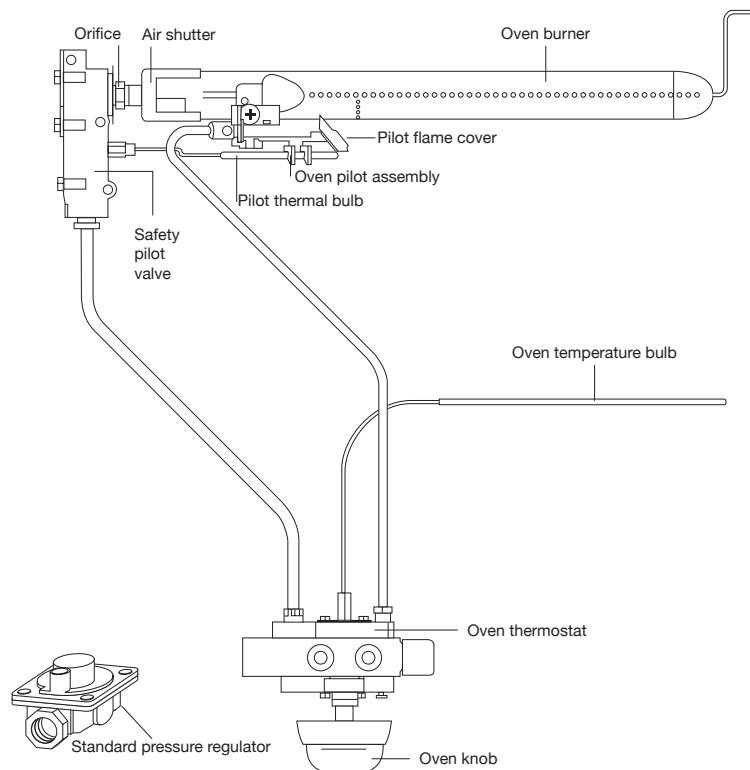 Orifice
Air shutter
Oven burner
Pilot flame cover
Oven pilot assembly
Pilot thermal bulb
Safety
pilot
valve
Oven temperature bulb
Oven thermostat
Standard pressure regulator
Oven knob